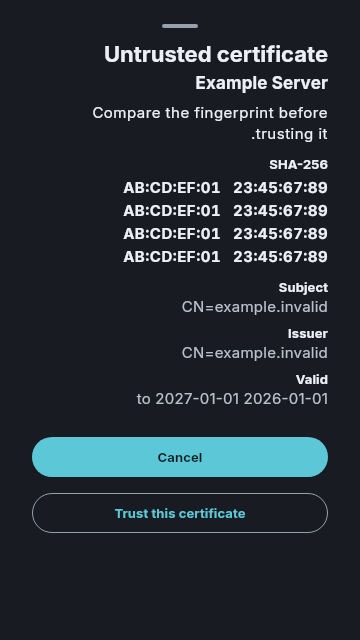 Untrusted certificate
Example Server
Compare the fingerprint before
.trusting it
SHA-256
AB:CD:EF:01 23:45:67:89
AB:CD:EF:01 23:45:67:89
AB:CD:EF:01 23:45:67:89
AB:CD:EF:01 23:45:67:89
Subject
CN=example.invalid
Issuer
CN=example.invalid
Valid
to 2027-01-01 2026-01-01
Cancel
Trust this certificate